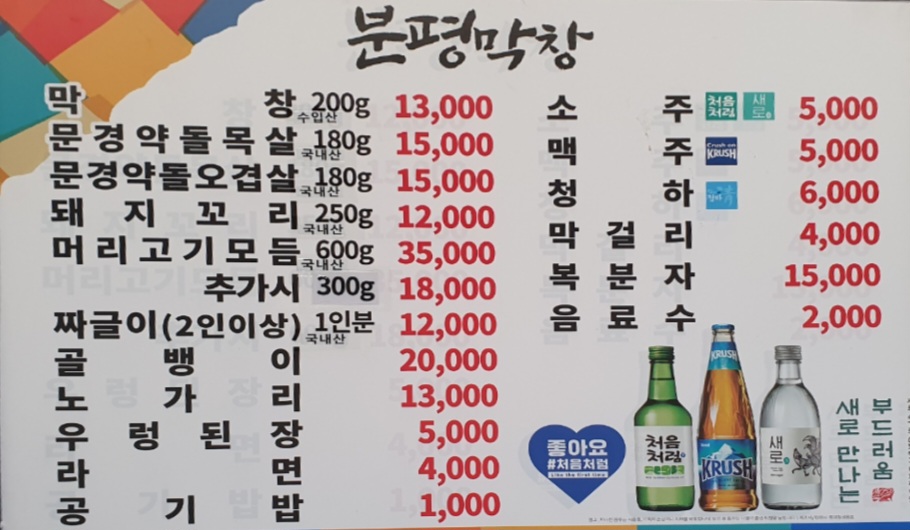 분평막창
막창 200g 수입산 13,000
문경약돌목살 180g 국내산 15,000
문경약돌오겹살 180g 국내산 15,000
돼지꼬리 250g 국내산 12,000
머리고기모듬 600g 국내산 35,000
추가시 300g 18,000
짜글이(2인이상) 1인분 국내산 12,000
골뱅이 20,000
노가리 13,000
우렁된장 5,000
라면 4,000
공기밥 1,000
소주 처음처럼 새로 5,000
맥주 Crush on KRUSH 5,000
청하 6,000
막걸리 4,000
복분자 15,000
음료수 2,000
좋아요
#처음처럼
처음처럼
KRUSH
KRUSH
새로
부드러움
새로 만나는